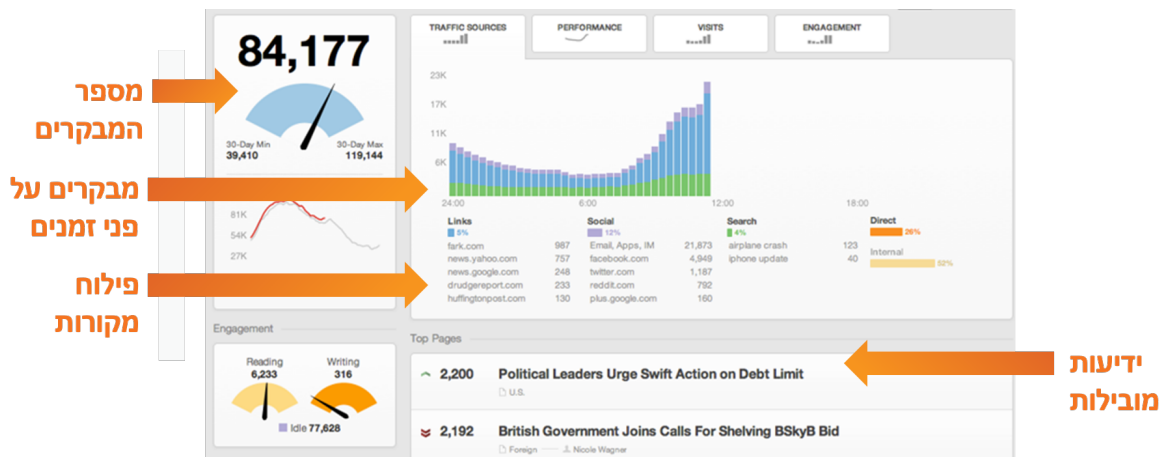 מספר
המבקרים
מבקרים על
פני זמנים
פילוח
מקורות
84,177
30-Day Min
39,410
30-Day Max
119,144
81K
54K
27K
Engagement
Reading
6,233
Writing
316
Idle 77,628
TRAFFIC SOURCES
PERFORMANCE
VISITS
ENGAGEMENT
23K
17K
11K
6K
24:00 6:00 12:00 18:00
Links
5%
fark.com 987
news.yahoo.com 757
news.google.com 248
drudgereport.com 233
huffingtonpost.com 130
Social
12%
Email, Apps, IM 21,873
facebook.com 4,949
twitter.com 1,187
reddit.com 792
plus.google.com 160
Search
4%
airplane crash 123
iphone update 40
Direct
26%
Internal
52%
Top Pages
2,200 Political Leaders Urge Swift Action on Debt Limit
U.S.
2,192 British Government Joins Calls For Shelving BSkyB Bid
Foreign Nicole Wagner
ידיעות
מובילות